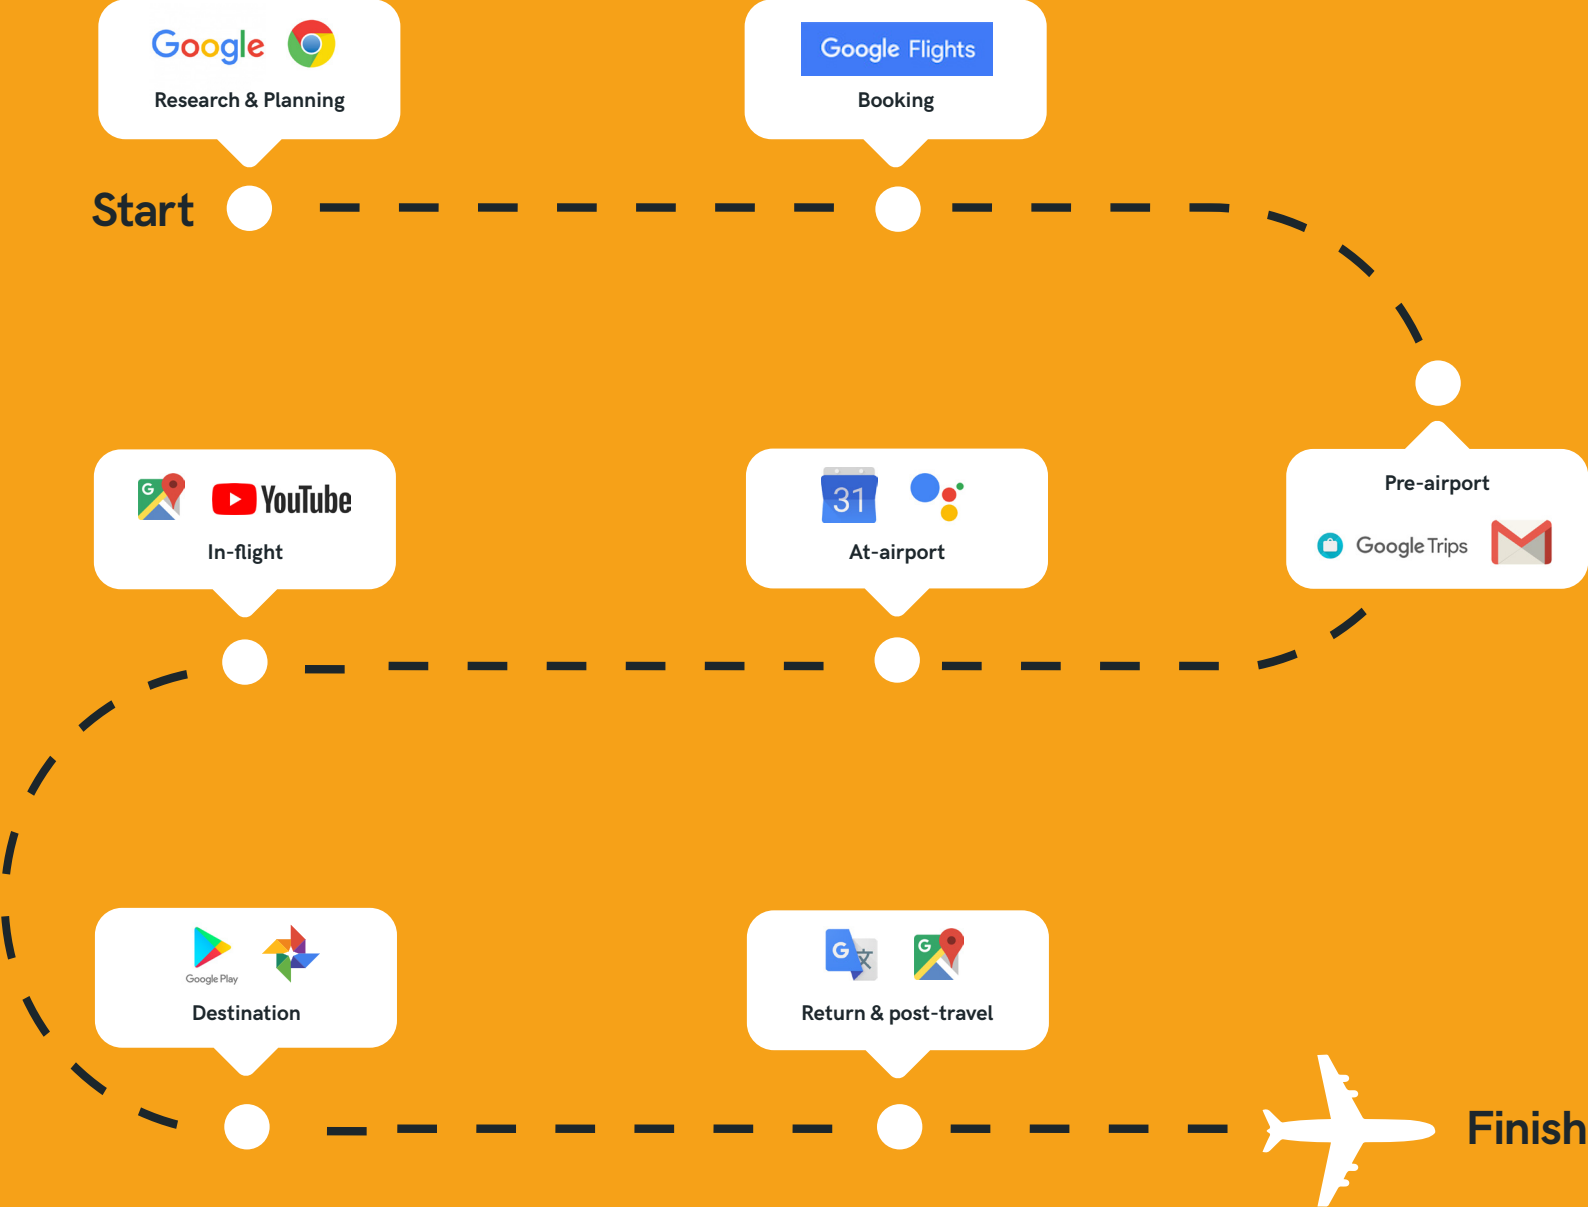 Google
Research & Planning
Google Flights
Booking
Start
Pre-airport
Google Trips
31
At-airport
G
YouTube
In-flight
Google Play
Destination
G 文
G
Return & post-travel
Finish